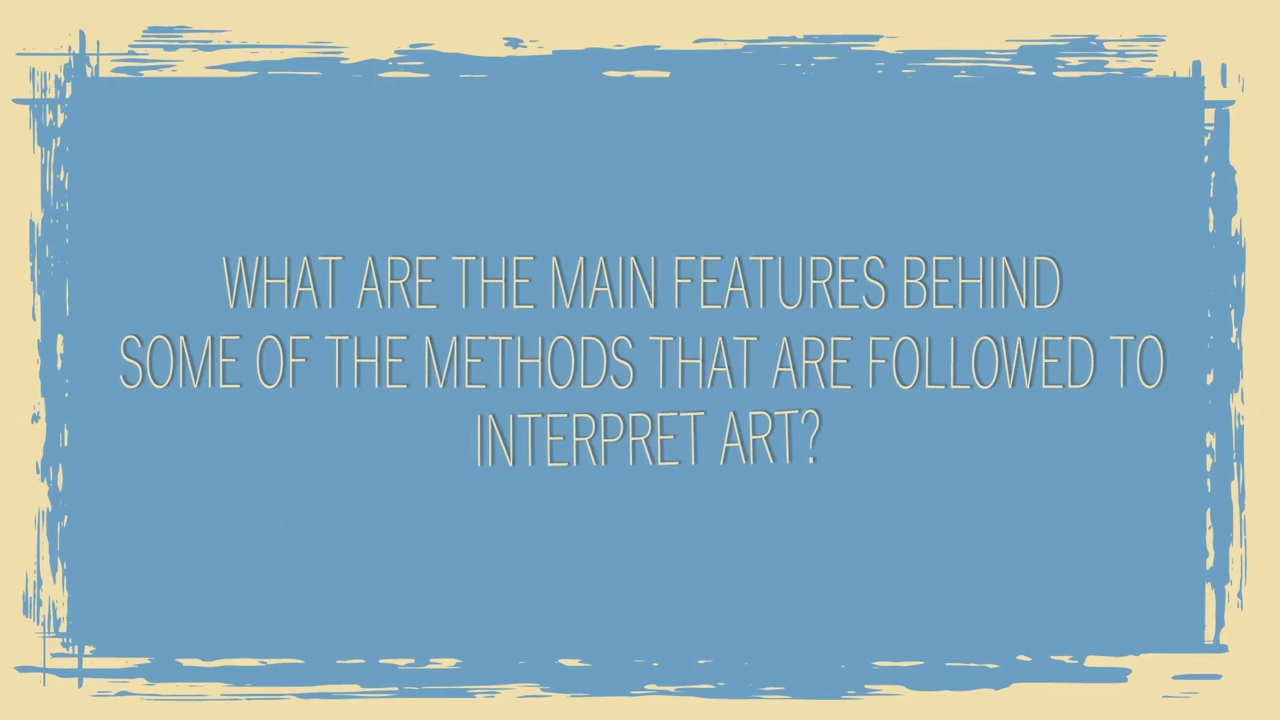 WHAT ARE THE MAIN FEATURES BEHIND
SOME OF THE METHODS THAT ARE FOLLOWED TO
INTERPRET ART?